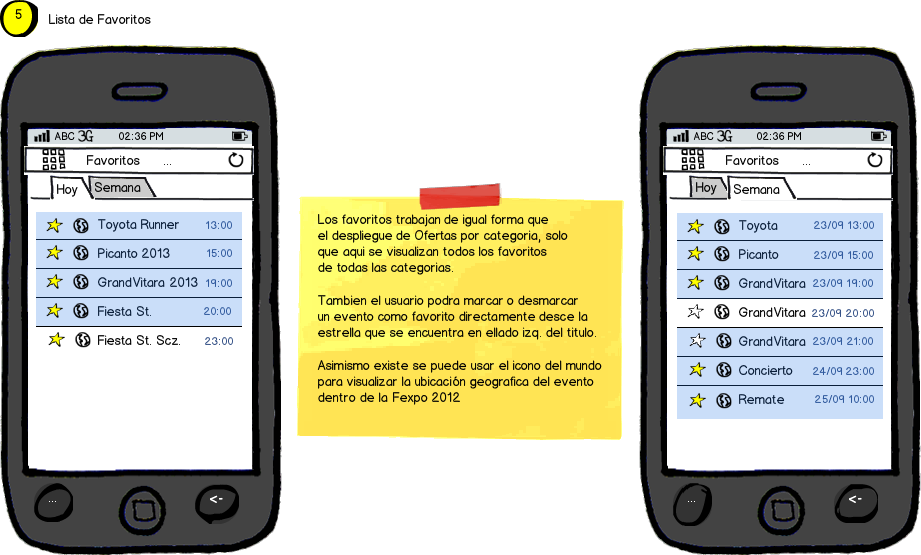 5
Lista de Favoritos
ABC 3G 02:36 PM
Favoritos ...
Hoy Semana
Toyota Runner 13:00
Picanto 2013 15:00
GrandVitara 2013 19:00
Fiesta St. 20:00
Fiesta St. Scz. 23:00
... <-
Los favoritos trabajan de igual forma que
el despliegue de Ofertas por categoria, solo
que aqui se visualizan todos los favoritos
de todas las categorias.
Tambien el usuario podra marcar o desmarcar
un evento como favorito directamente desce la
estrella que se encuentra en ellado izq. del titulo.
Asimismo existe se puede usar el icono del mundo
para visualizar la ubicación geografica del evento
dentro de la Fexpo 2012
ABC 3G 02:36 PM
Favoritos ...
Hoy Semana
Toyota 23/09 13:00
Picanto 23/09 15:00
GrandVitara 23/09 19:00
GrandVitara 23/09 20:00
GrandVitara 23/09 21:00
Concierto 24/09 23:00
Remate 25/09 10:00
... <-